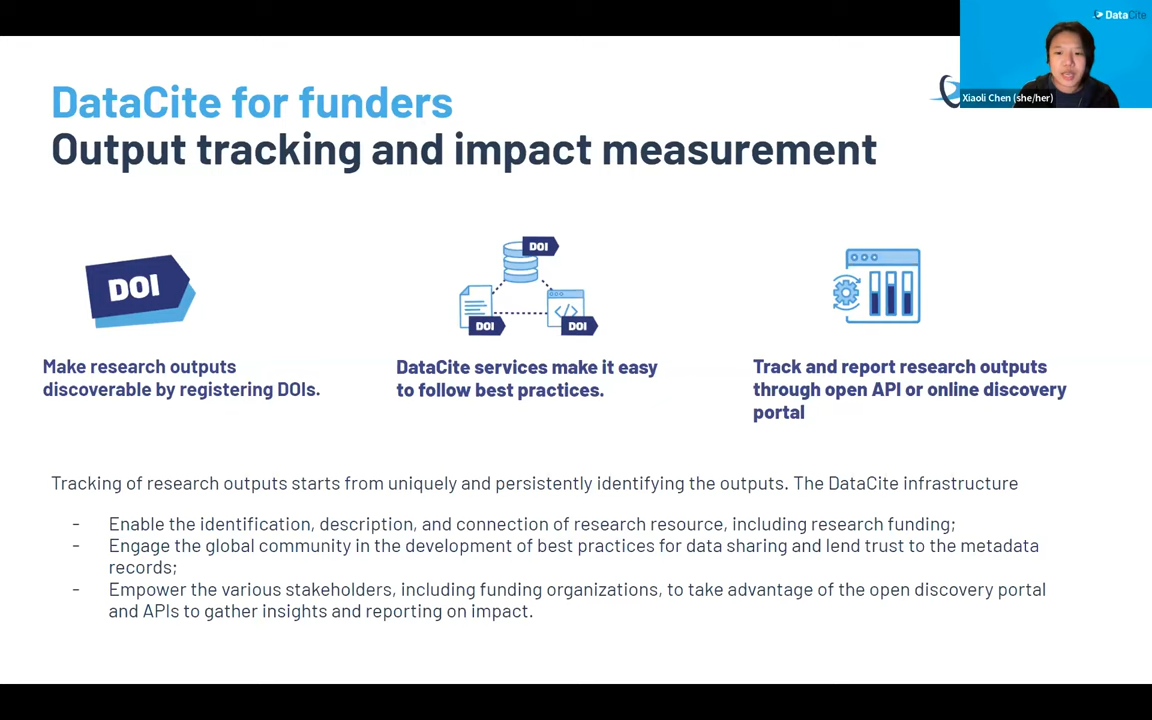 DataCite
Xiaoli Chen (she/her)
DataCite for funders
Output tracking and impact measurement
DOI
DOI
DOI
DOI
Make research outputs
discoverable by registering DOIs.
DataCite services make it easy
to follow best practices.
Track and report research outputs
through open API or online discovery
portal
Tracking of research outputs starts from uniquely and persistently identifying the outputs. The DataCite infrastructure
- Enable the identification, description, and connection of research resource, including research funding;
- Engage the global community in the development of best practices for data sharing and lend trust to the metadata
records;
- Empower the various stakeholders, including funding organizations, to take advantage of the open discovery portal
and APIs to gather insights and reporting on impact.